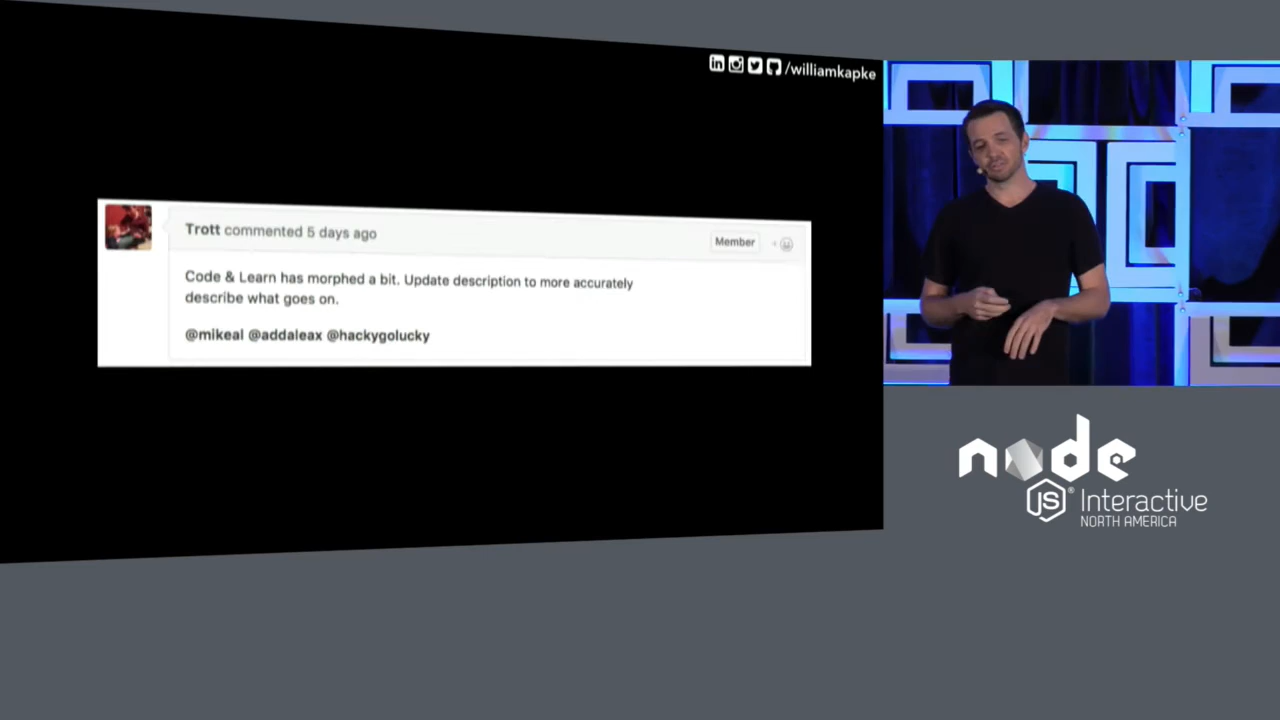 /williamkapke
Trott commented 5 days ago
Member
Code & Learn has morphed a bit. Update description to more accurately
describe what goes on.
@mikeal @addaleax @hackygolucky
node
JS® Interactive
NORTH AMERICA